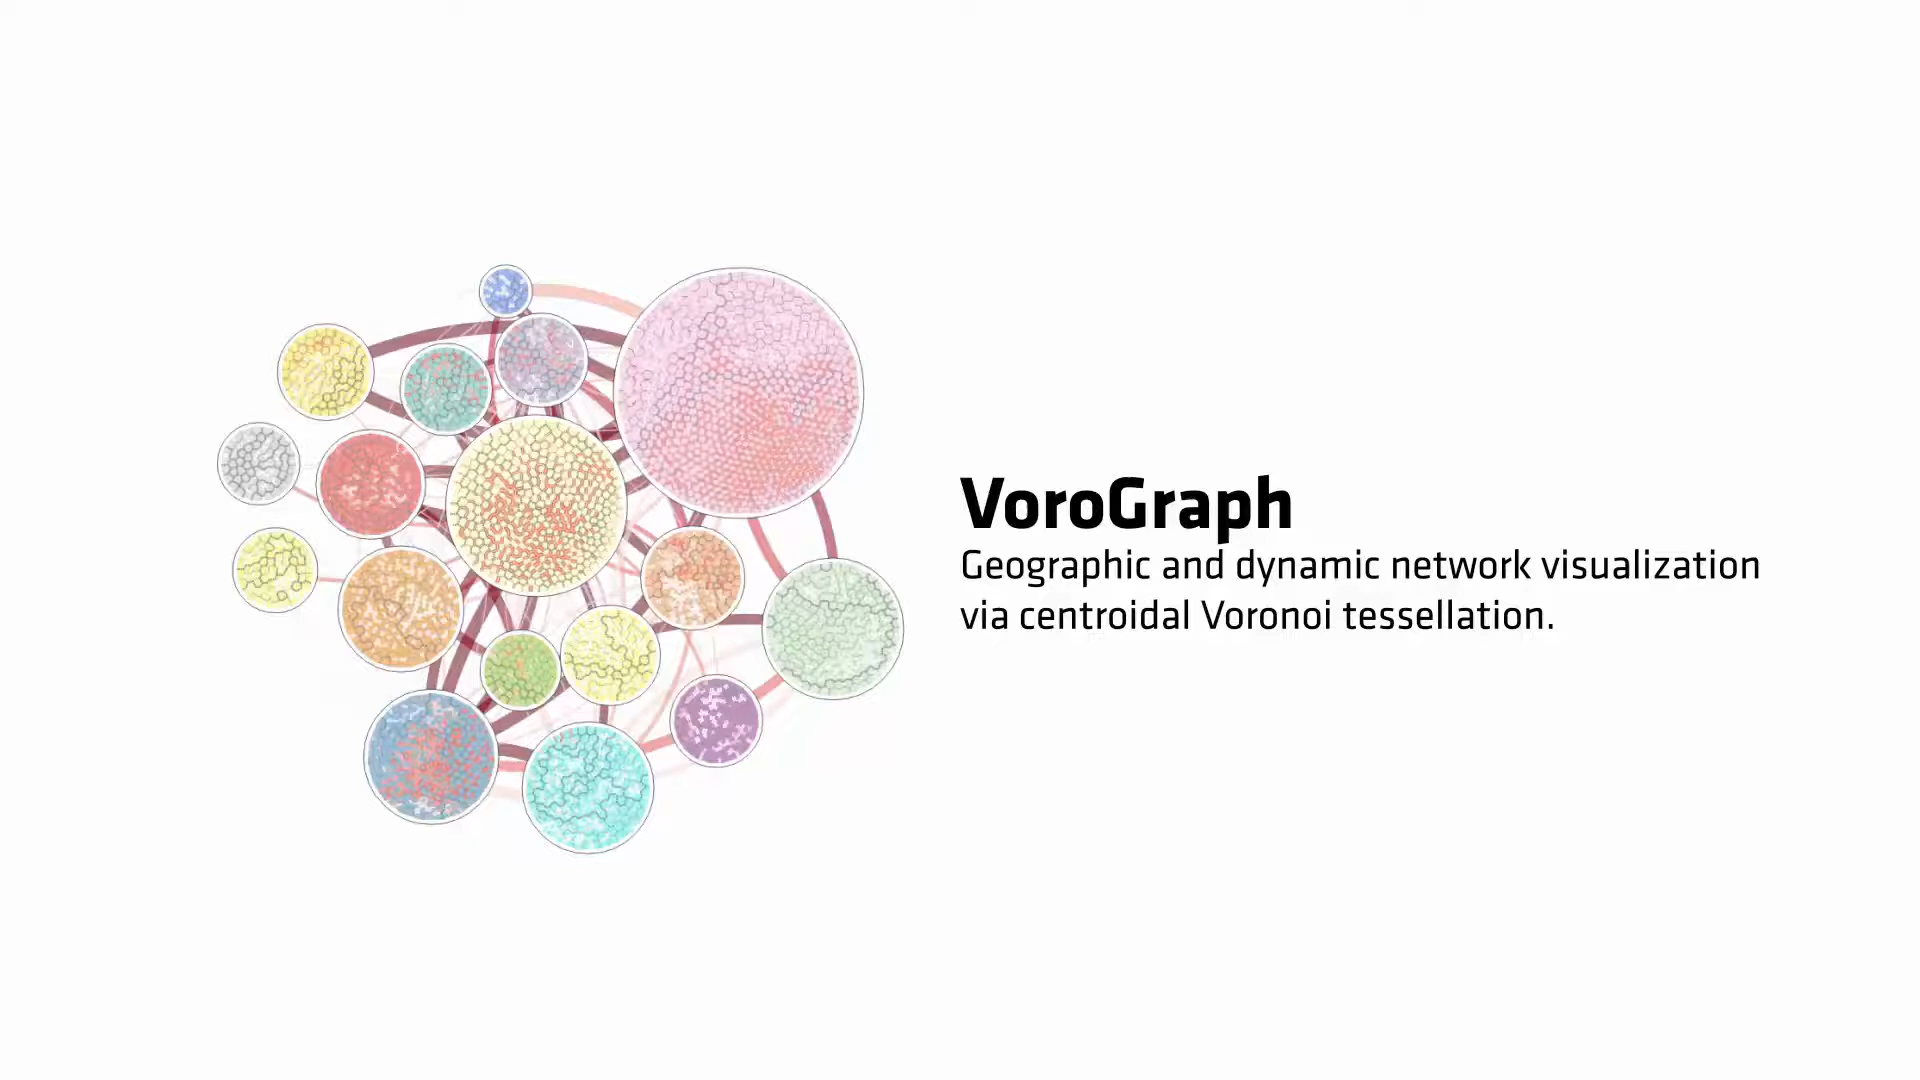 VoroGraph
Geographic and dynamic network visualization
via centroidal Voronoi tessellation.